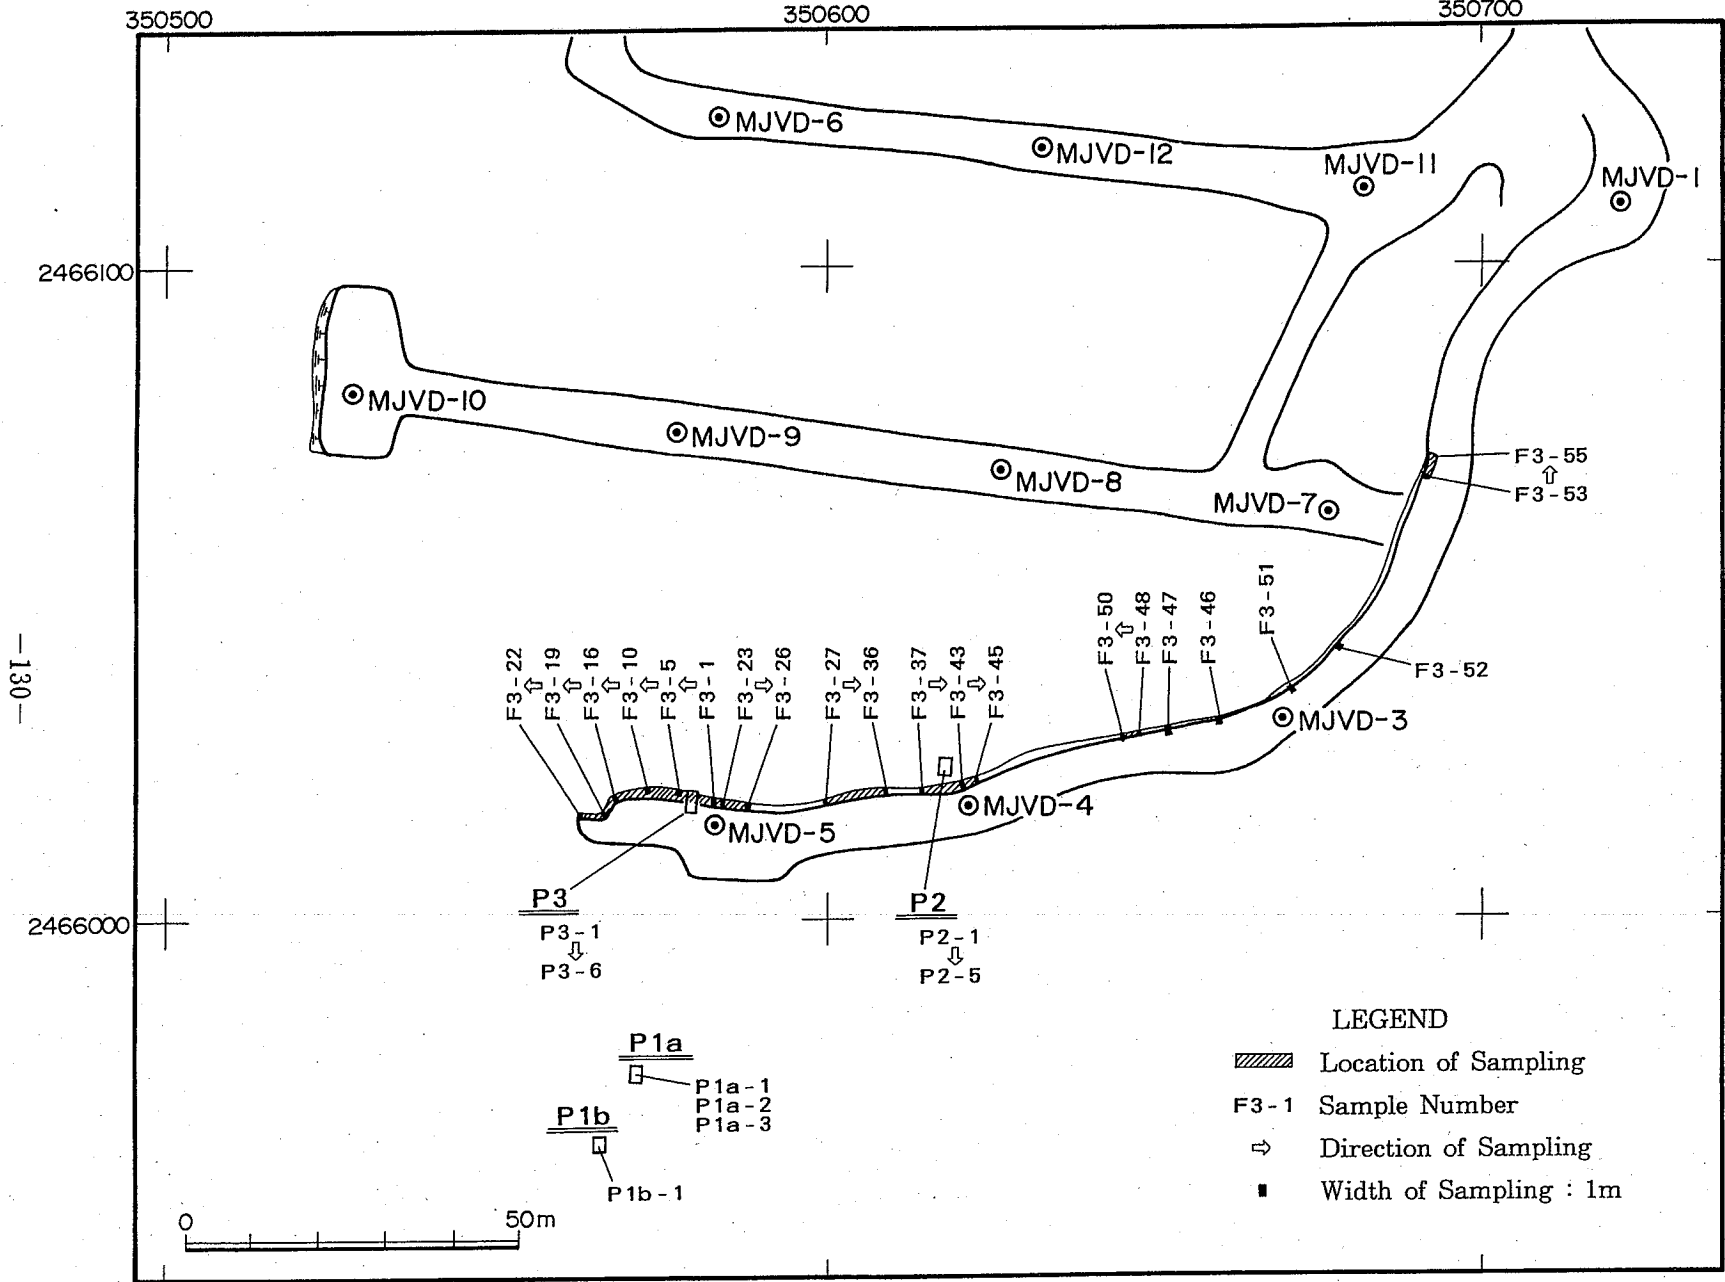 350500
350600
350700
MJVD-6
MJVD-12
MJVD-11
MJVD-1
2466100
MJVD-10
MJVD-9
MJVD-8
MJVD-7
F3-55
⇧
F3-53
F3-22 ⇦ F3-19 ⇦ F3-16 ⇦ F3-10 ⇦ F3-5 ⇦ F3-1
F3-23 ⇨ F3-26
F3-27 ⇨ F3-36
F3-37 ⇨ F3-43 ⇨ F3-45
F3-50 ⇦ F3-48
F3-47
F3-46
F3-51
F3-52
MJVD-3
MJVD-4
MJVD-5
P3
P3-1
⇩
P3-6
P2
P2-1
⇩
P2-5
2466000
P1a
P1a-1
P1a-2
P1a-3
P1b
P1b-1
0 50m
LEGEND
Location of Sampling
F3-1 Sample Number
⇨ Direction of Sampling
Width of Sampling : 1m
—130—